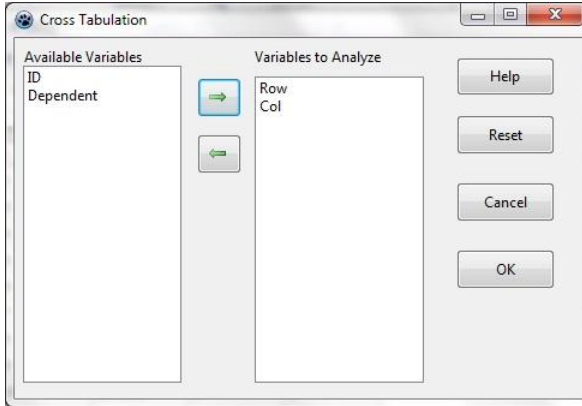 Cross Tabulation
Available Variables
ID
Dependent
Variables to Analyze
Row
Col
Help
Reset
Cancel
OK